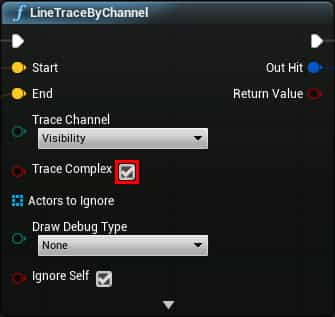 f LineTraceByChannel
Start
Out Hit
End
Return Value
Trace Channel
Visibility
Trace Complex
Actors to Ignore
Draw Debug Type
None
Ignore Self